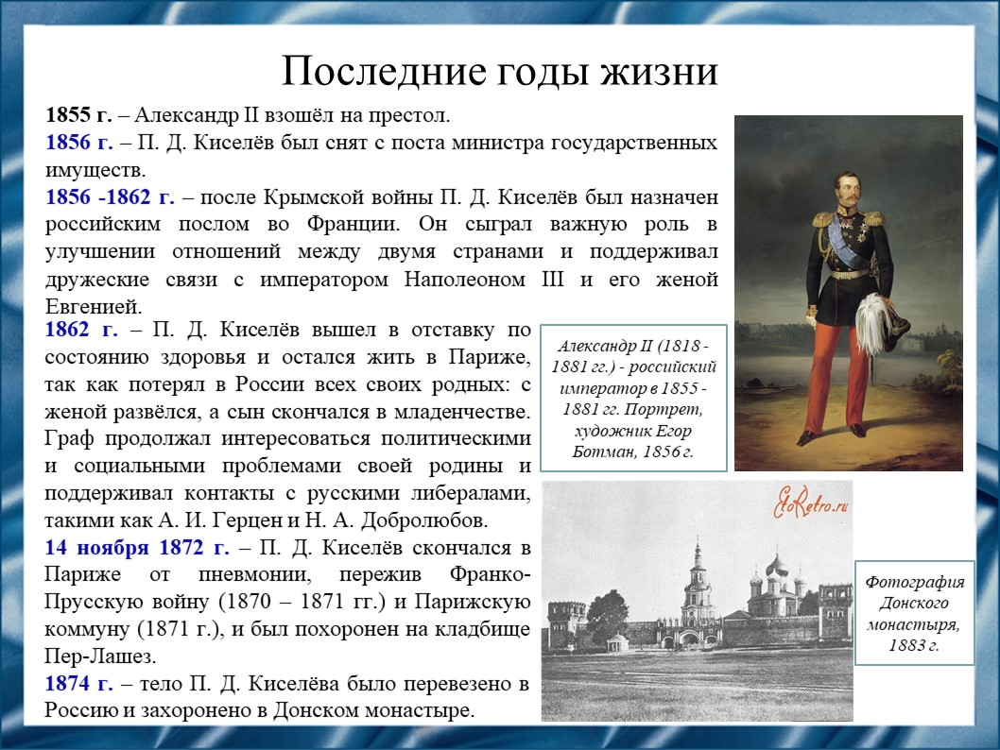 Последние годы жизни
1855 г. – Александр II взошёл на престол.
1856 г. – П. Д. Киселёв был снят с поста министра государственных
имуществ.
1856 -1862 г. – после Крымской войны П. Д. Киселёв был назначен
российским послом во Франции. Он сыграл важную роль в
улучшении отношений между двумя странами и поддерживал
дружеские связи с императором Наполеоном III и его женой
Евгенией.
1862 г. – П. Д. Киселёв вышел в отставку по
состоянию здоровья и остался жить в Париже,
так как потерял в России всех своих родных: с
женой развёлся, а сын скончался в младенчестве.
Граф продолжал интересоваться политическими
и социальными проблемами своей родины и
поддерживал контакты с русскими либералами,
такими как А. И. Герцен и Н. А. Добролюбов.
14 ноября 1872 г. – П. Д. Киселёв скончался в
Париже от пневмонии, пережив Франко-
Прусскую войну (1870 – 1871 гг.) и Парижскую
коммуну (1871 г.), и был похоронен на кладбище
Пер-Лашез.
1874 г. – тело П. Д. Киселёва было перевезено в
Россию и захоронено в Донском монастыре.
Александр II (1818 -
1881 гг.) - российский
император в 1855 -
1881 гг. Портрет,
художник Егор
Ботман, 1856 г.
EtoRetro.ru
Фотография
Донского
монастыря,
1883 г.